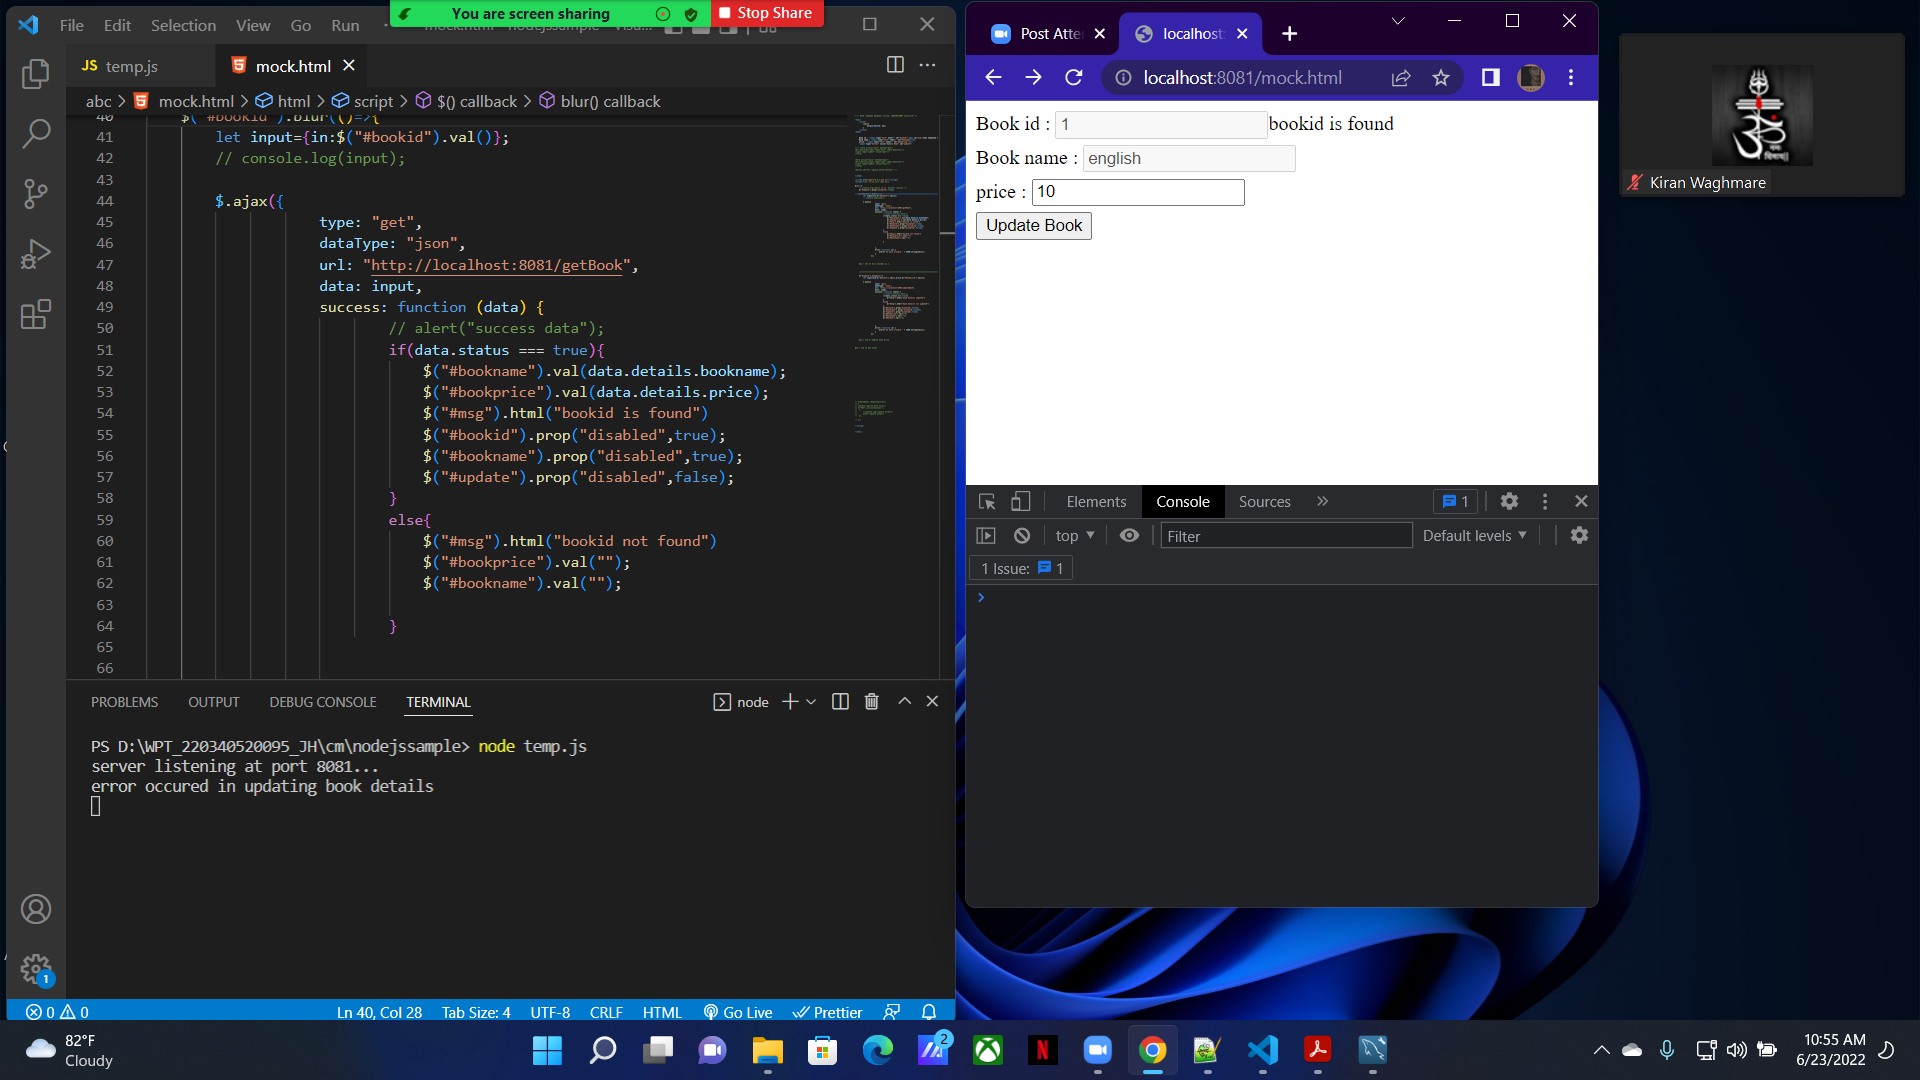 File Edit Selection View Go Run
You are screen sharing
Stop Share
JS temp.js
mock.html
abc > mock.html > html > script > $() callback > blur() callback
40 $("#bookid").blur(()=>{
41 let input={in:$("#bookid").val()};
42 // console.log(input);
43
44 $.ajax({
45 type: "get",
46 dataType: "json",
47 url: "http://localhost:8081/getBook",
48 data: input,
49 success: function (data) {
50 // alert("success data");
51 if(data.status === true){
52 $("#bookname").val(data.details.bookname);
53 $("#bookprice").val(data.details.price);
54 $("#msg").html("bookid is found")
55 $("#bookid").prop("disabled",true);
56 $("#bookname").prop("disabled",true);
57 $("#update").prop("disabled",false);
58 }
59 else{
60 $("#msg").html("bookid not found")
61 $("#bookprice").val("");
62 $("#bookname").val("");
63
64 }
65
66
PROBLEMS OUTPUT DEBUG CONSOLE TERMINAL
node
PS D:\WPT_220340520095_JH\cm\nodejssample> node temp.js
server listening at port 8081...
error occured in updating book details
1
0 0
Ln 40, Col 28 Tab Size: 4 UTF-8 CRLF HTML Go Live Prettier
Post Atte
localhost:
localhost:8081/mock.html
Book id : 1 bookid is found
Book name : english
price : 10
Update Book
Elements Console Sources » 1
top Filter Default levels
1 Issue: 1
Kiran Waghmare
82°F
Cloudy
2
N
10:55 AM
6/23/2022